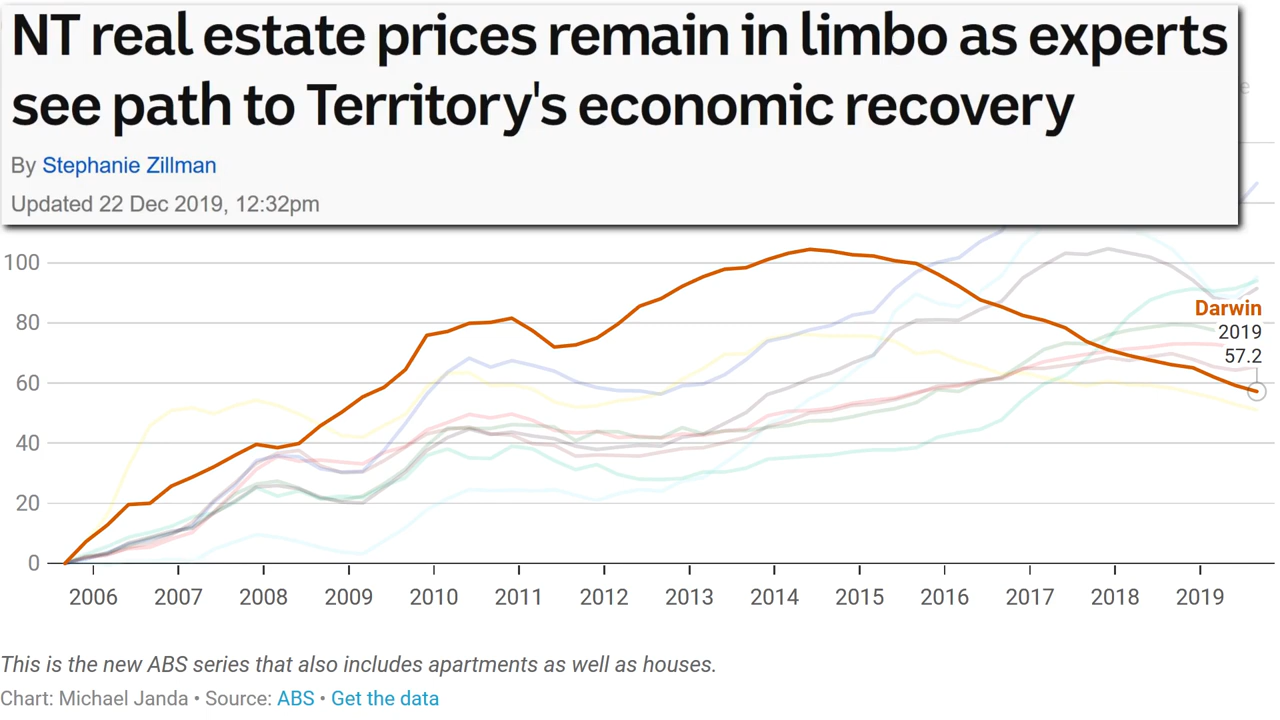 NT real estate prices remain in limbo as experts
see path to Territory's economic recovery
By Stephanie Zillman
Updated 22 Dec 2019, 12:32pm
100
80
60
40
20
0
Darwin
2019
57.2
2006 2007 2008 2009 2010 2011 2012 2013 2014 2015 2016 2017 2018 2019
This is the new ABS series that also includes apartments as well as houses.
Chart: Michael Janda • Source: ABS • Get the data